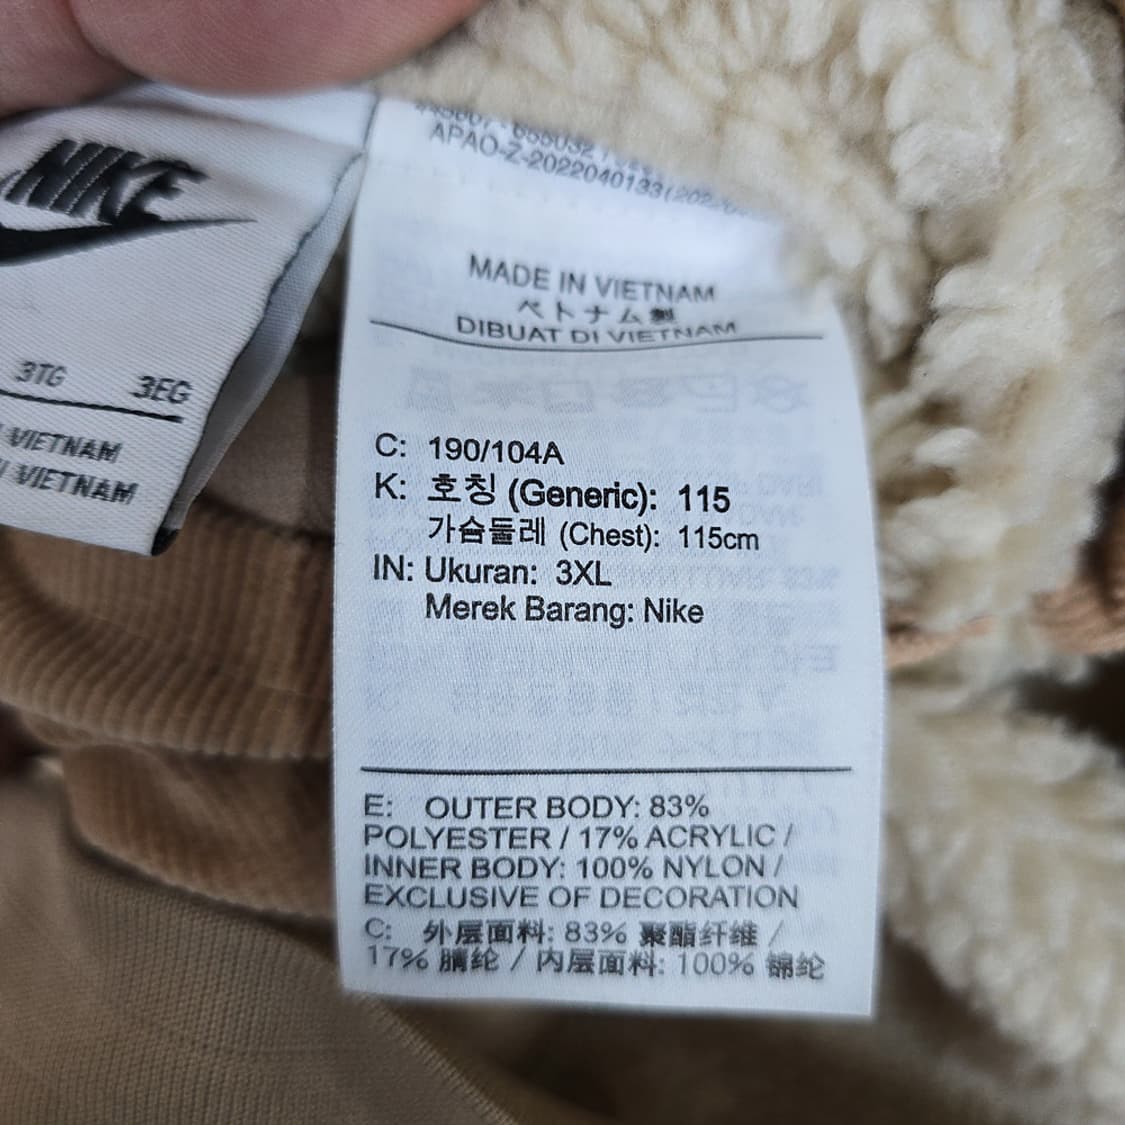 NIKE
3TG 3EG
VIETNAM
VIETNAM
APAO-Z-2022040133(202
MADE IN VIETNAM
ベトナム製
DIBUAT DI VIETNAM
C: 190/104A
K: 호칭 (Generic): 115
가슴둘레 (Chest): 115cm
IN: Ukuran: 3XL
Merek Barang: Nike
E: OUTER BODY: 83%
POLYESTER / 17% ACRYLIC /
INNER BODY: 100% NYLON /
EXCLUSIVE OF DECORATION
C: 外层面料: 83% 聚酯纤维 /
17% 腈纶 / 内层面料: 100% 锦纶